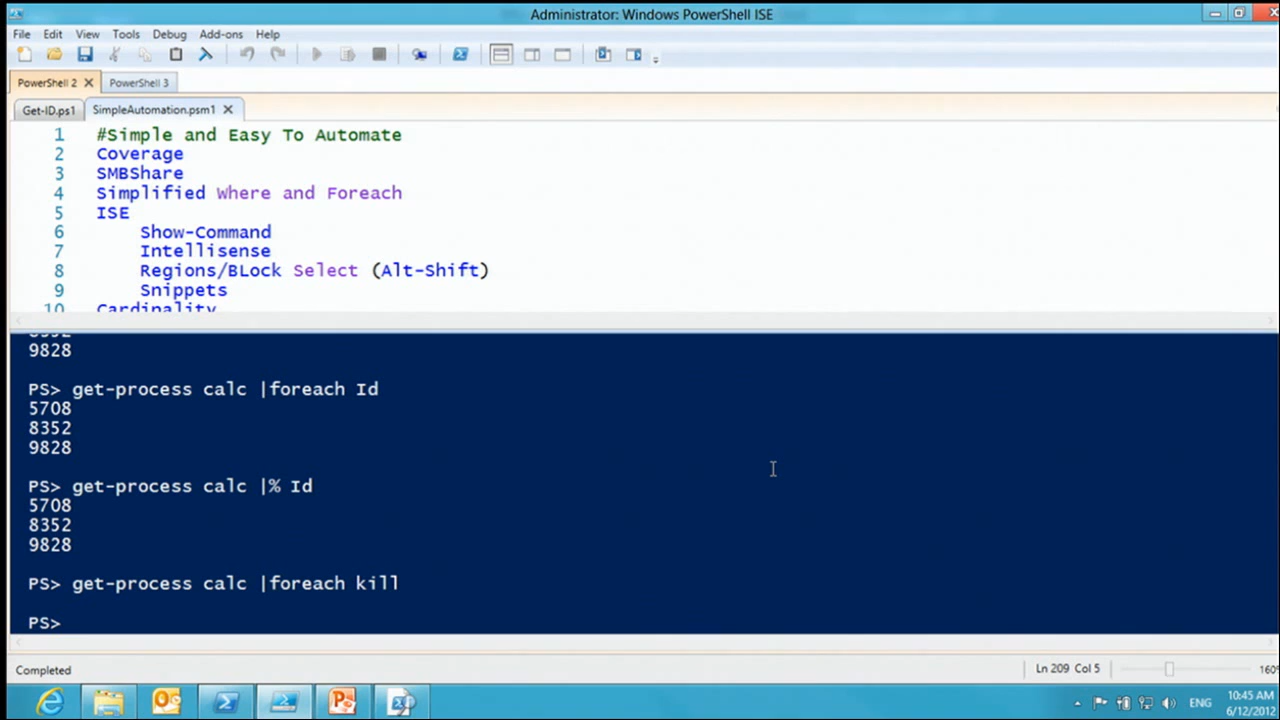 Administrator: Windows PowerShell ISE
File Edit View Tools Debug Add-ons Help
PowerShell 2 PowerShell 3
Get-ID.ps1 SimpleAutomation.psm1
1 #Simple and Easy To Automate
2 Coverage
3 SMBShare
4 Simplified Where and Foreach
5 ISE
6 Show-Command
7 Intellisense
8 Regions/BLock Select (Alt-Shift)
9 Snippets
10 Cardinality
8352
9828
PS> get-process calc |foreach Id
5708
8352
9828
PS> get-process calc |% Id
5708
8352
9828
PS> get-process calc |foreach kill
PS>
Completed Ln 209 Col 5 160%
ENG 10:45 AM
6/12/2012